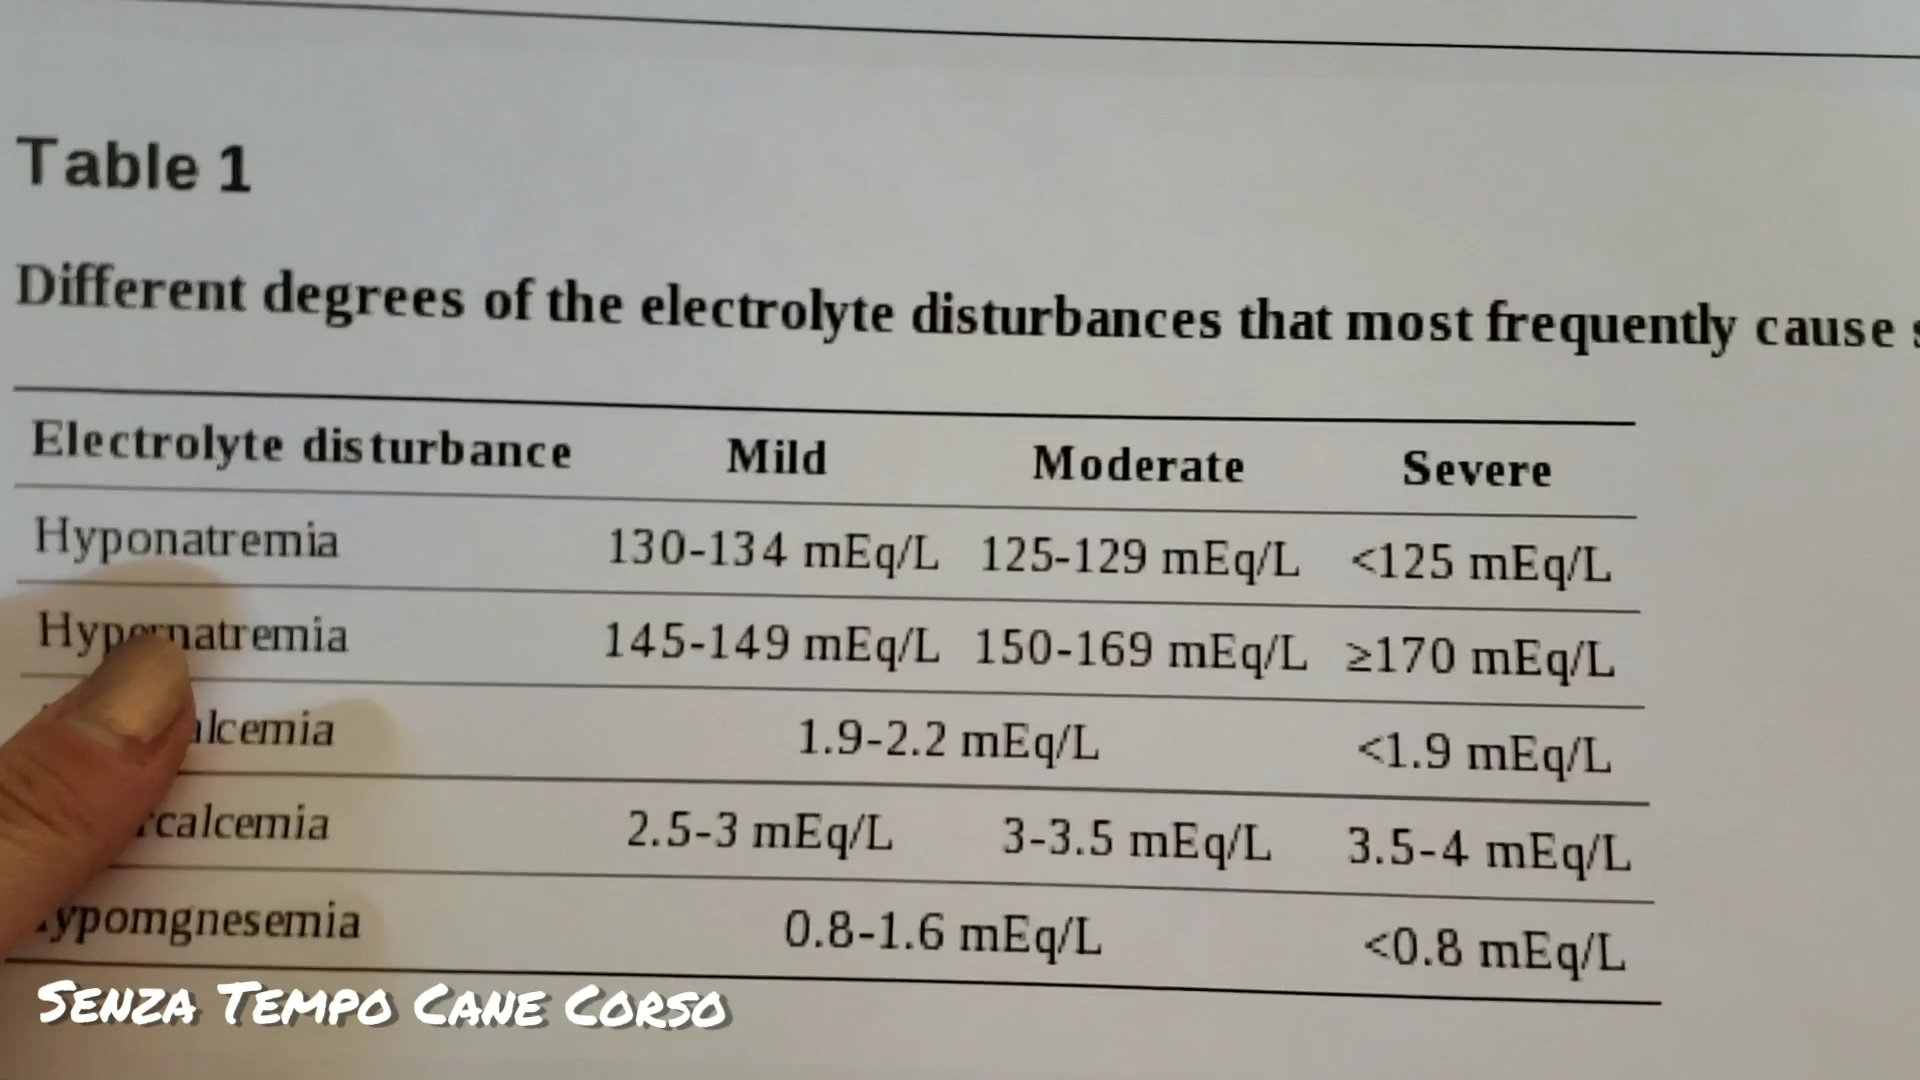 Table 1
Different degrees of the electrolyte disturbances that most frequently cause
Electrolyte disturbance Mild Moderate Severe
Hyponatremia 130-134 mEq/L 125-129 mEq/L <125 mEq/L
Hypernatremia 145-149 mEq/L 150-169 mEq/L ≥170 mEq/L
alcemia 1.9-2.2 mEq/L <1.9 mEq/L
rcalcemia 2.5-3 mEq/L 3-3.5 mEq/L 3.5-4 mEq/L
ypomgnesemia 0.8-1.6 mEq/L <0.8 mEq/L
Senza Tempo Cane Corso